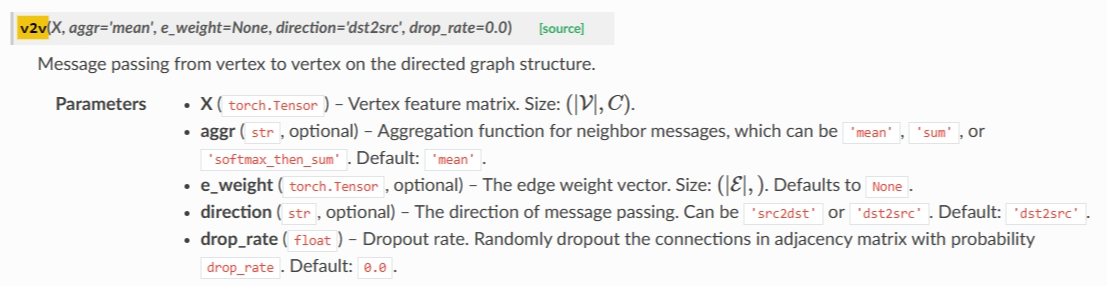 v2v(X, aggr='mean', e_weight=None, direction='dst2src', drop_rate=0.0) [source]
Message passing from vertex to vertex on the directed graph structure.
Parameters
• X ( torch.Tensor ) – Vertex feature matrix. Size: (|𝒱|, C).
• aggr ( str , optional) – Aggregation function for neighbor messages, which can be 'mean' , 'sum' , or
'softmax_then_sum' . Default: 'mean' .
• e_weight ( torch.Tensor , optional) – The edge weight vector. Size: (|ℰ|, ). Defaults to None .
• direction ( str , optional) – The direction of message passing. Can be 'src2dst' or 'dst2src' . Default: 'dst2src' .
• drop_rate ( float ) – Dropout rate. Randomly dropout the connections in adjacency matrix with probability
drop_rate . Default: 0.0 .